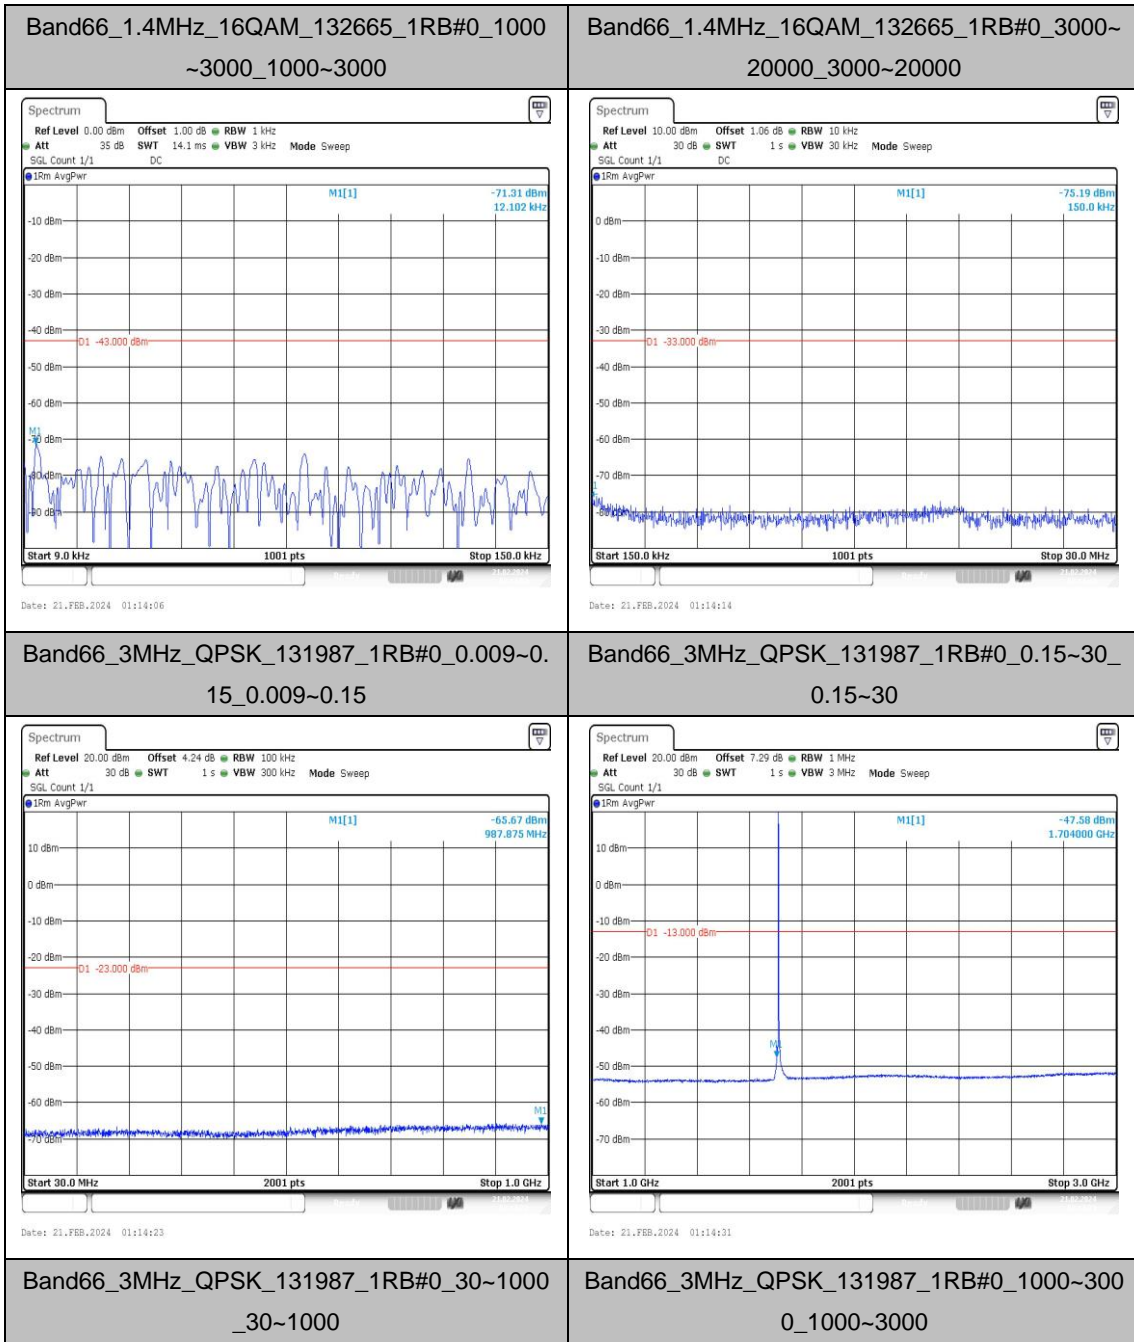 Band66_1.4MHz_16QAM_132665_1RB#0_1000
~3000_1000~3000
Band66_1.4MHz_16QAM_132665_1RB#0_3000~
20000_3000~20000
Spectrum
Ref Level 0.00 dBm Offset 1.00 dB RBW 1 kHz
Att 35 dB SWT 14.1 ms VBW 3 kHz Mode Sweep
SGL Count 1/1 DC
1Rm AvgPwr
M1[1] -71.31 dBm
12.102 kHz
-10 dBm
-20 dBm
-30 dBm
-40 dBm
D1 -43.000 dBm
-50 dBm
-60 dBm
M1
-70 dBm
-80 dBm
-90 dBm
Start 9.0 kHz 1001 pts Stop 150.0 kHz
Date: 21.FEB.2024 01:14:06
Spectrum
Ref Level 10.00 dBm Offset 1.06 dB RBW 10 kHz
Att 30 dB SWT 1 s VBW 30 kHz Mode Sweep
SGL Count 1/1 DC
1Rm AvgPwr
M1[1] -75.19 dBm
150.0 kHz
0 dBm
-10 dBm
-20 dBm
-30 dBm
D1 -33.000 dBm
-40 dBm
-50 dBm
-60 dBm
-70 dBm
-80 dBm
Start 150.0 kHz 1001 pts Stop 30.0 MHz
Date: 21.FEB.2024 01:14:14
Band66_3MHz_QPSK_131987_1RB#0_0.009~0.
15_0.009~0.15
Band66_3MHz_QPSK_131987_1RB#0_0.15~30_
0.15~30
Spectrum
Ref Level 20.00 dBm Offset 4.24 dB RBW 100 kHz
Att 30 dB SWT 1 s VBW 300 kHz Mode Sweep
SGL Count 1/1
1Rm AvgPwr
M1[1] -65.67 dBm
987.875 MHz
10 dBm
0 dBm
-10 dBm
-20 dBm
D1 -23.000 dBm
-30 dBm
-40 dBm
-50 dBm
-60 dBm
M1
-70 dBm
Start 30.0 MHz 2001 pts Stop 1.0 GHz
Date: 21.FEB.2024 01:14:23
Spectrum
Ref Level 20.00 dBm Offset 7.29 dB RBW 1 MHz
Att 30 dB SWT 1 s VBW 3 MHz Mode Sweep
SGL Count 1/1
1Rm AvgPwr
M1[1] -47.58 dBm
1.704000 GHz
10 dBm
0 dBm
-10 dBm
D1 -13.000 dBm
-20 dBm
-30 dBm
-40 dBm
M1
-50 dBm
-60 dBm
-70 dBm
Start 1.0 GHz 2001 pts Stop 3.0 GHz
Date: 21.FEB.2024 01:14:31
Band66_3MHz_QPSK_131987_1RB#0_30~1000
_30~1000
Band66_3MHz_QPSK_131987_1RB#0_1000~300
0_1000~3000